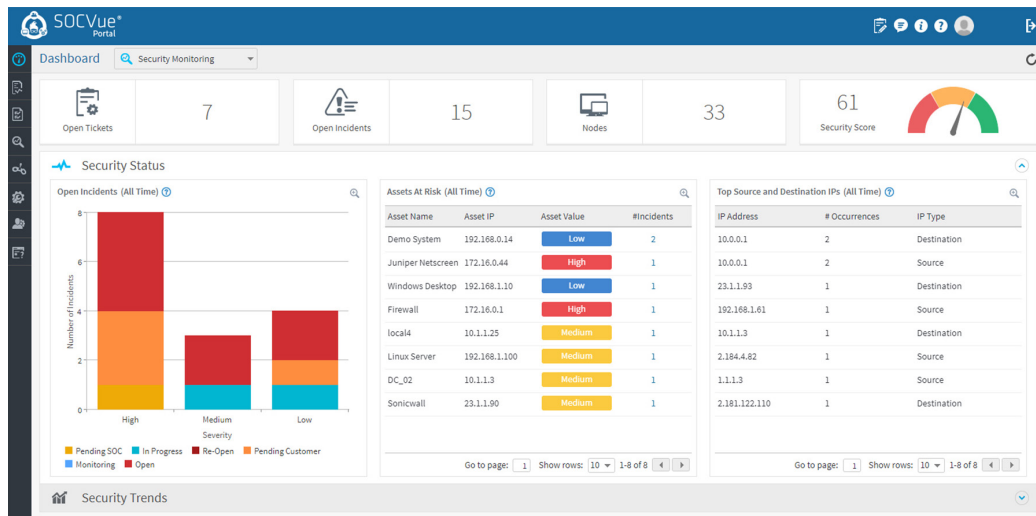 SOCVue®
Portal
Dashboard Security Monitoring
Open Tickets 7
Open Incidents 15
Nodes 33
61
Security Score
Security Status
Open Incidents (All Time)
8
6
4
2
0
Number of Incidents
High Medium Low
Severity
Pending SOC In Progress Re-Open Pending Customer
Monitoring Open
Assets At Risk (All Time)
Asset Name Asset IP Asset Value #Incidents
Demo System 192.168.0.14 Low 2
Juniper Netscreen 172.16.0.44 High 1
Windows Desktop 192.168.1.10 Low 1
Firewall 172.16.0.1 High 1
local4 10.1.1.25 Medium 1
Linux Server 192.168.1.100 Medium 1
DC_02 10.1.1.3 Medium 1
Sonicwall 23.1.1.90 Medium 1
Go to page: 1 Show rows: 10 1-8 of 8
Top Source and Destination IPs (All Time)
IP Address # Occurrences IP Type
10.0.0.1 2 Destination
10.0.0.1 2 Source
23.1.1.93 1 Destination
192.168.1.61 1 Source
10.1.1.3 1 Destination
2.184.4.82 1 Source
1.1.1.3 1 Source
2.181.122.110 1 Destination
Go to page: 1 Show rows: 10 1-8 of 8
Security Trends